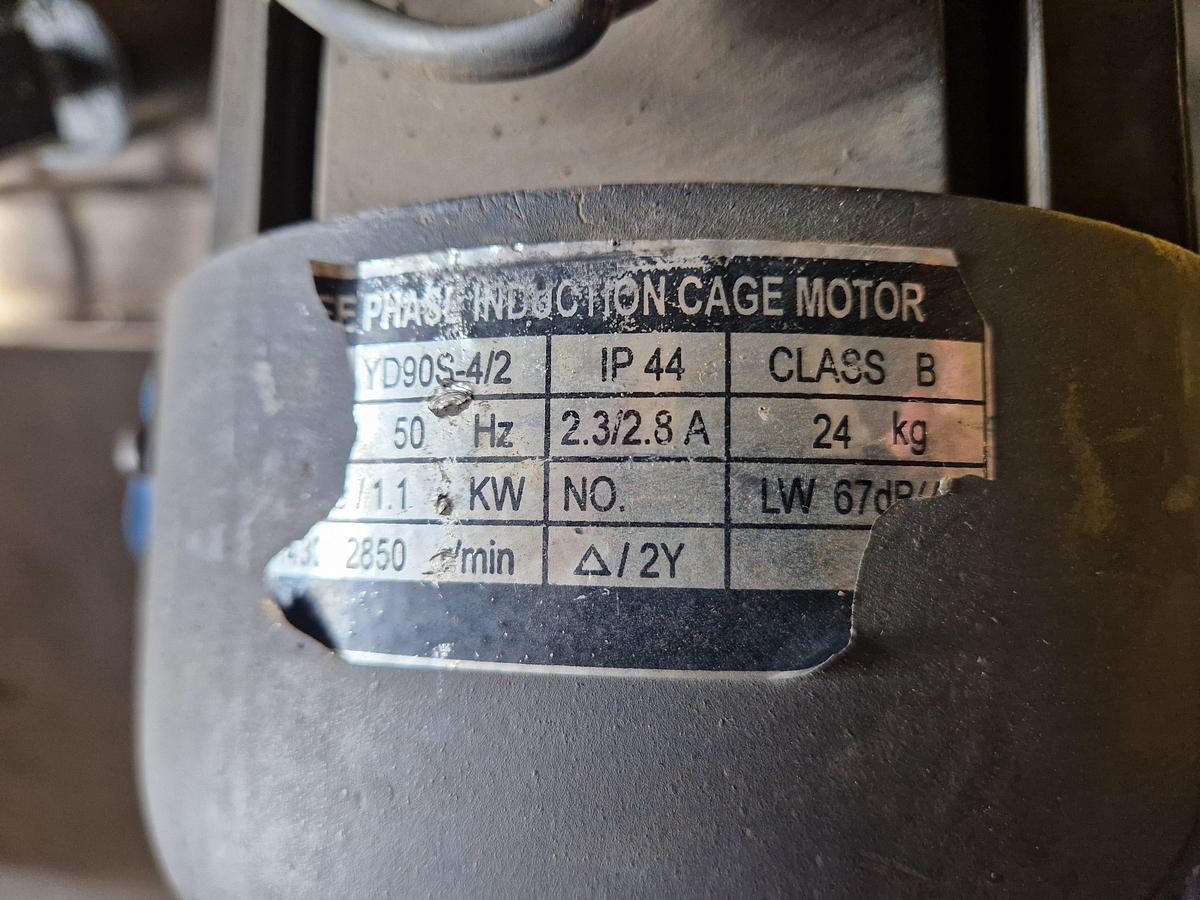 PHASE INDUCTION CAGE MOTOR
YD90S-4/2 IP 44 CLASS B
50 Hz 2.3/2.8 A 24 kg
/1.1 KW NO. LW 67dB
2850 r/min △/2Y